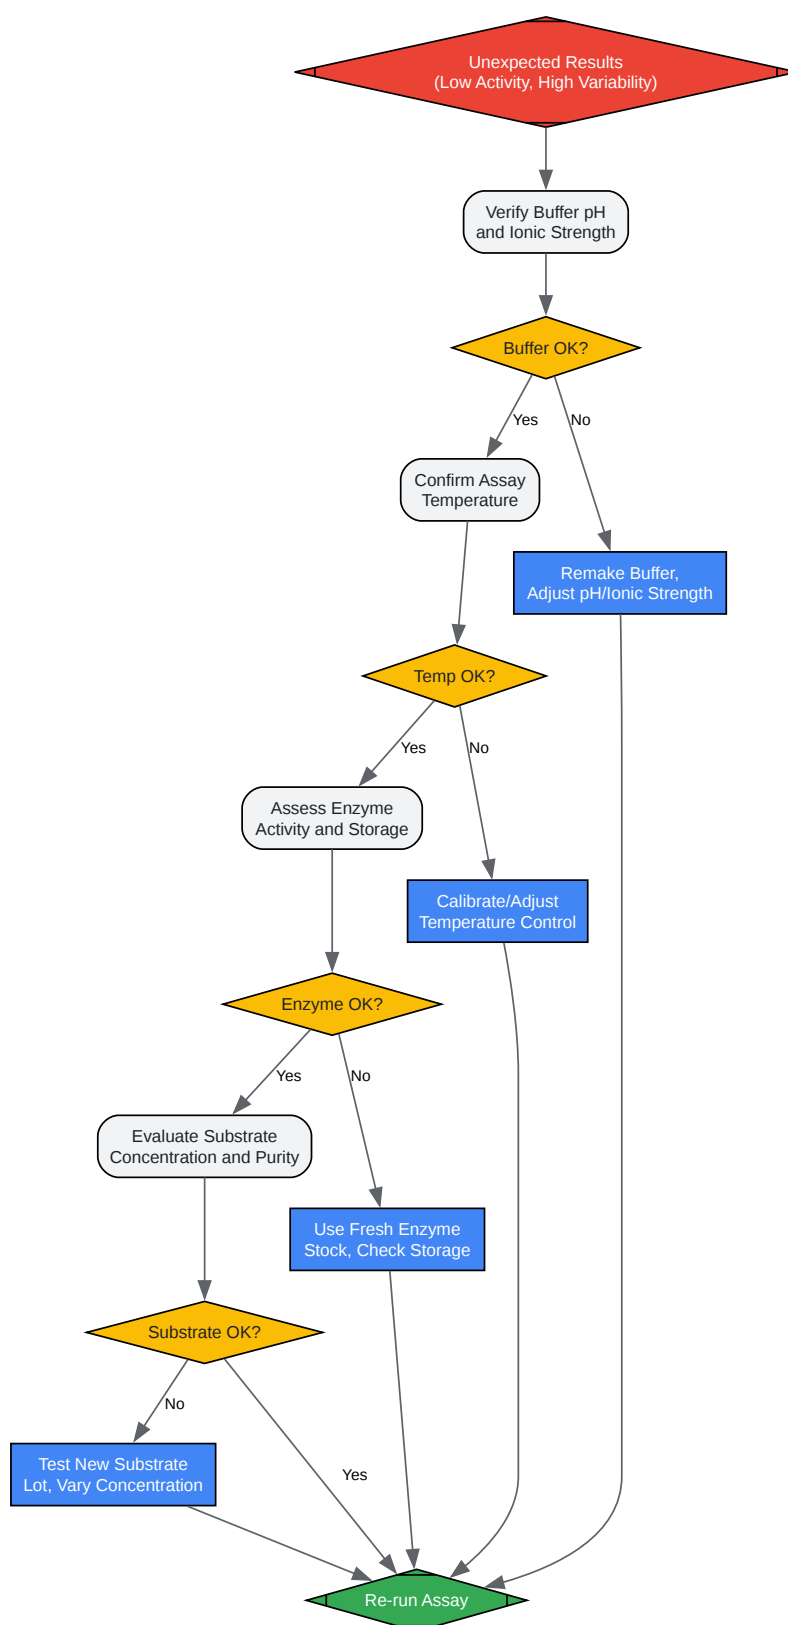 Unexpected Results
(Low Activity, High Variability)
Verify Buffer pH
and Ionic Strength
Buffer OK?
Yes
No
Confirm Assay
Temperature
Remake Buffer,
Adjust pH/Ionic Strength
Temp OK?
Yes
No
Assess Enzyme
Activity and Storage
Calibrate/Adjust
Temperature Control
Enzyme OK?
Yes
No
Evaluate Substrate
Concentration and Purity
Use Fresh Enzyme
Stock, Check Storage
Substrate OK?
No
Yes
Test New Substrate
Lot, Vary Concentration
Re-run Assay